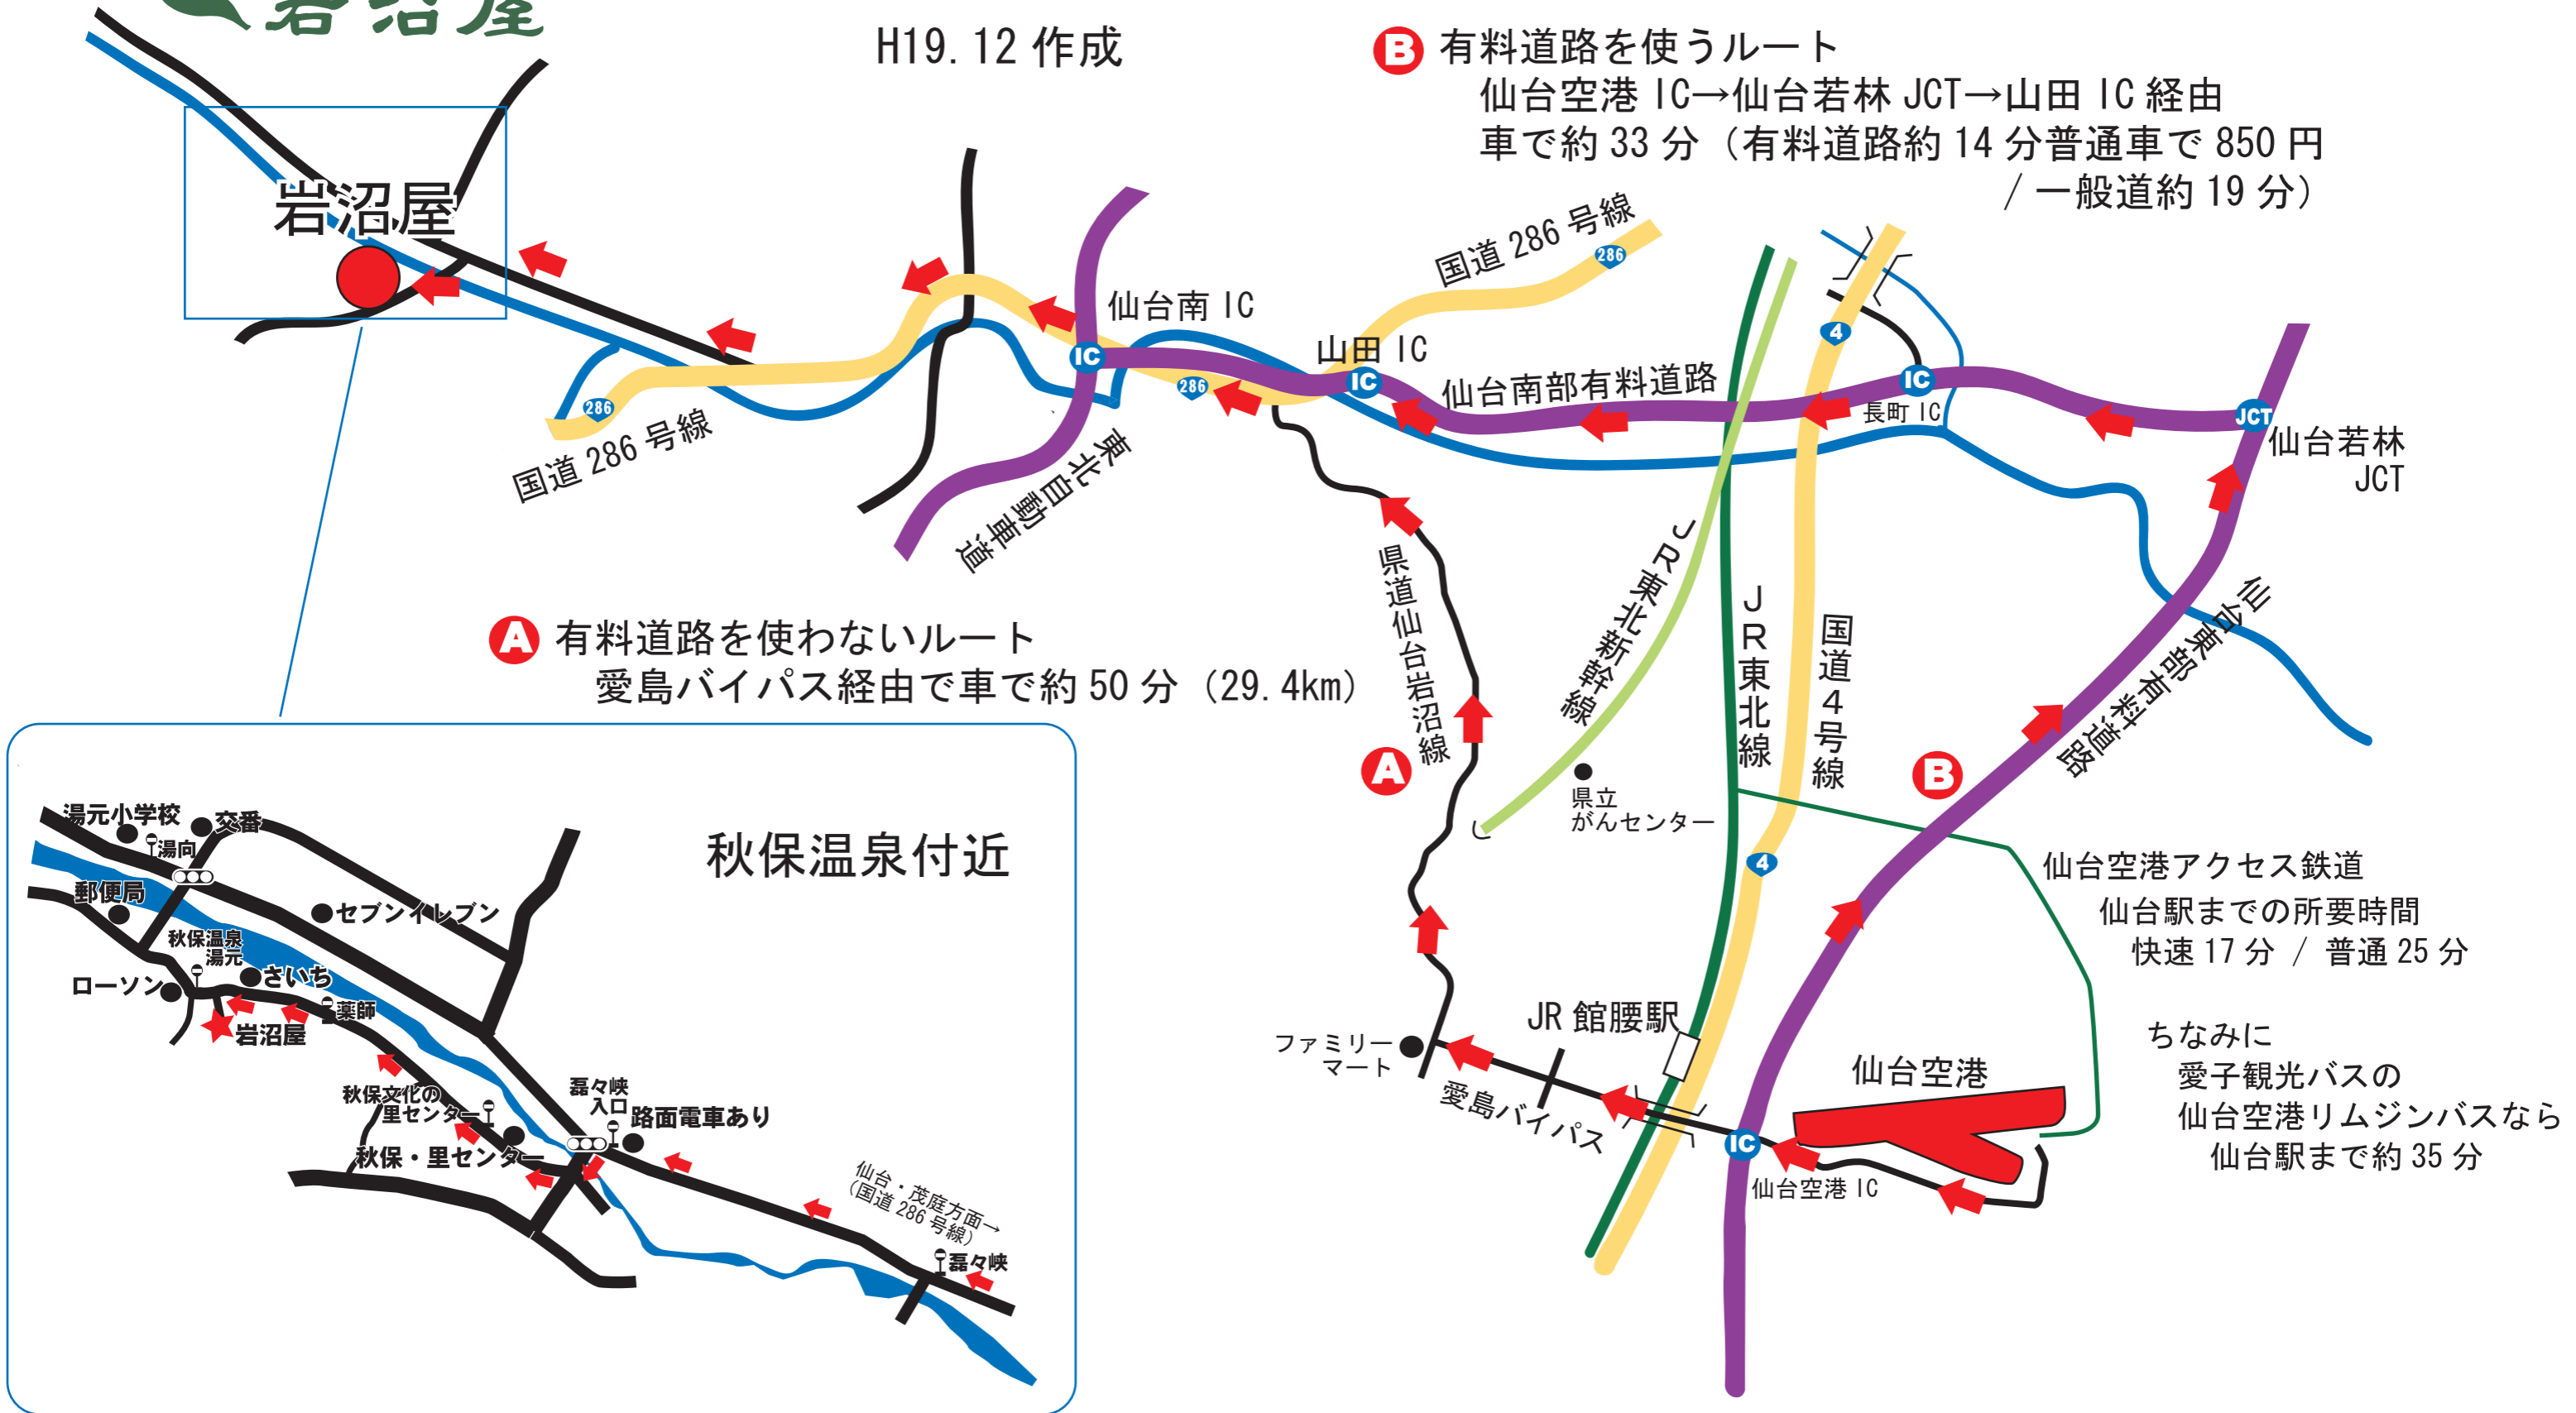 岩沼屋
H19.12 作成
B 有料道路を使うルート
仙台空港 IC→仙台若林 JCT→山田 IC 経由
車で約 33 分（有料道路約 14 分普通車で 850 円
/ 一般道約 19 分）
岩沼屋
国道 286 号線
286
仙台南 IC
IC
山田 IC
IC
286
仙台南部有料道路
4
IC
長町 IC
JCT
仙台若林
JCT
286
国道 286 号線
東北自動車道
県道仙台岩沼線
JR東北新幹線
JR東北線
国道4号線
仙台東部有料道路
A 有料道路を使わないルート
愛島バイパス経由で車で約 50 分（29.4km）
A
B
県立
がんセンター
4
仙台空港アクセス鉄道
仙台駅までの所要時間
快速 17 分 / 普通 25 分
JR 館腰駅
ファミリー
マート
愛島バイパス
IC
仙台空港 IC
仙台空港
ちなみに
愛子観光バスの
仙台空港リムジンバスなら
仙台駅まで約 35 分
秋保温泉付近
湯元小学校
交番
湯向
郵便局
セブンイレブン
秋保温泉
湯元
さいち
ローソン
薬師
岩沼屋
秋保文化の
里センター
磊々峡
入口
路面電車あり
秋保・里センター
仙台・茂庭方面→
（国道 286 号線）
磊々峡